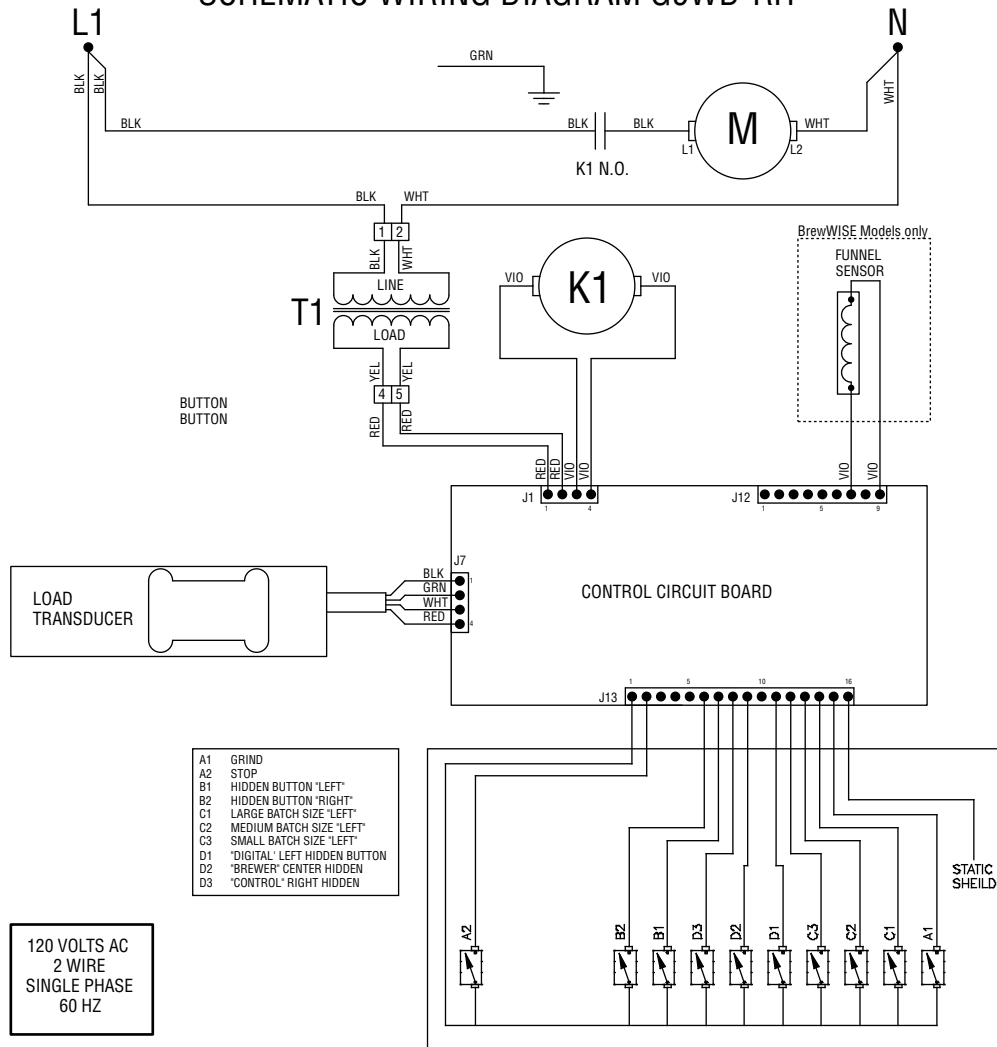 SCHEMATIC WIRING DIAGRAM
L1
N
GRN
BLK
BLK
WHT
BLK
BLK
BLK
M
WHT
L1
L2
K1 N.O.
BLK
WHT
1 2
BLK
WHT
LINE
T1
LOAD
YEL
YEL
4 5
RED
RED
VIO
K1
VIO
BrewWISE Models only
FUNNEL
SENSOR
BUTTON
BUTTON
RED
RED
VIO
VIO
VIO
VIO
J1
1
4
J12
1
5
9
J7
BLK
GRN
WHT
RED
1
4
LOAD
TRANSDUCER
CONTROL CIRCUIT BOARD
J13
1
5
10
16
A1 GRIND
A2 STOP
B1 HIDDEN BUTTON "LEFT"
B2 HIDDEN BUTTON "RIGHT"
C1 LARGE BATCH SIZE "LEFT"
C2 MEDIUM BATCH SIZE "LEFT"
C3 SMALL BATCH SIZE "LEFT"
D1 "DIGITAL' LEFT HIDDEN BUTTON
D2 "BREWER" CENTER HIDDEN
D3 "CONTROL" RIGHT HIDDEN
STATIC
SHEILD
A2
B2
B1
D3
D2
D1
C3
C2
C1
A1
120 VOLTS AC
2 WIRE
SINGLE PHASE
60 HZ